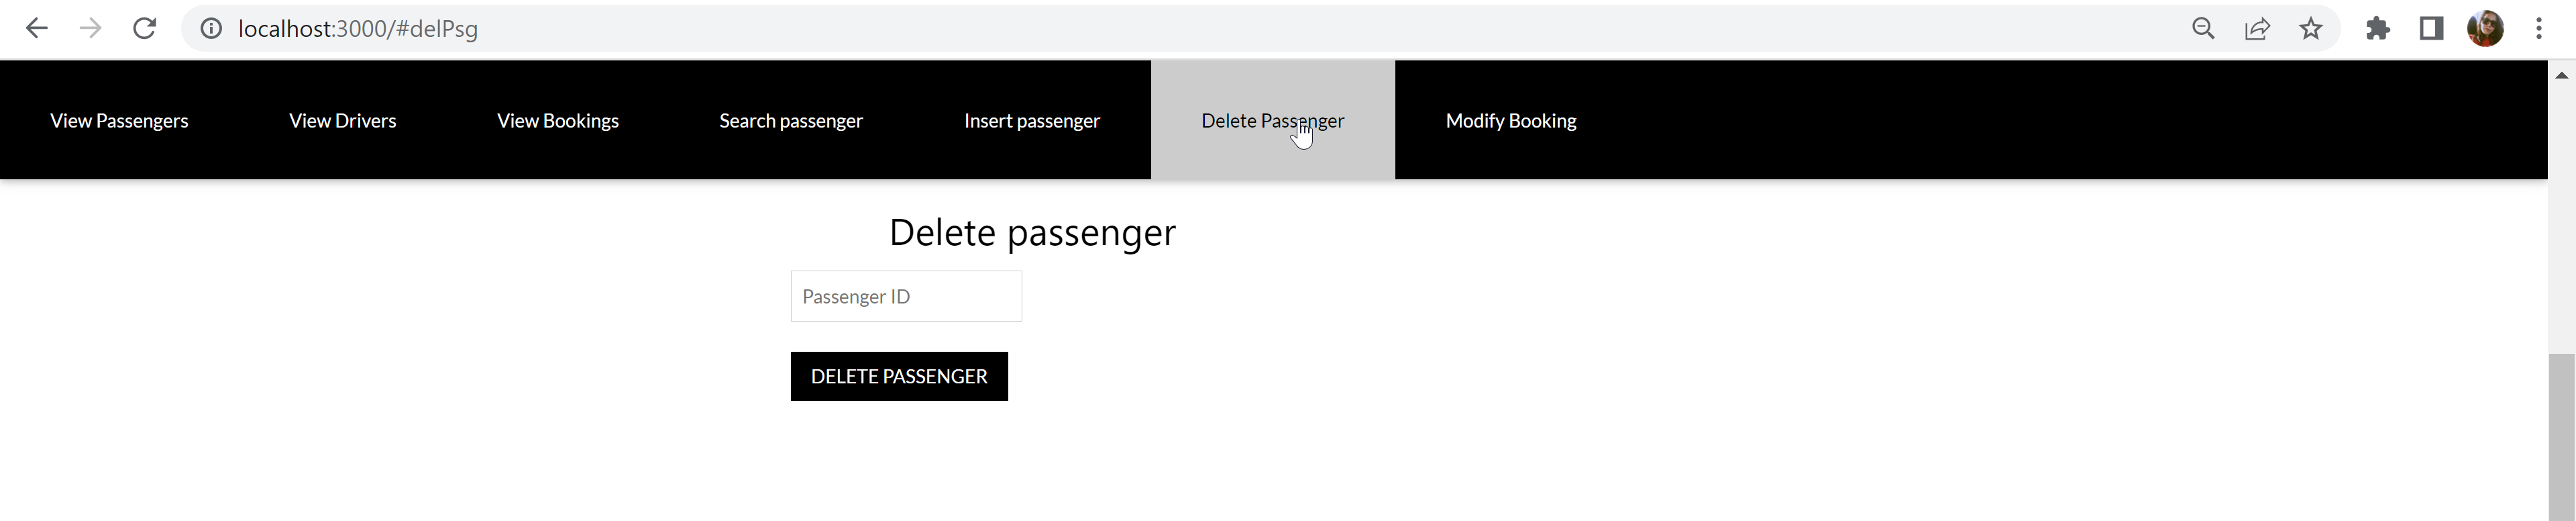 localhost:3000/#delPsg
View Passengers View Drivers View Bookings Search passenger Insert passenger Delete Passenger Modify Booking
Delete passenger
Passenger ID
DELETE PASSENGER